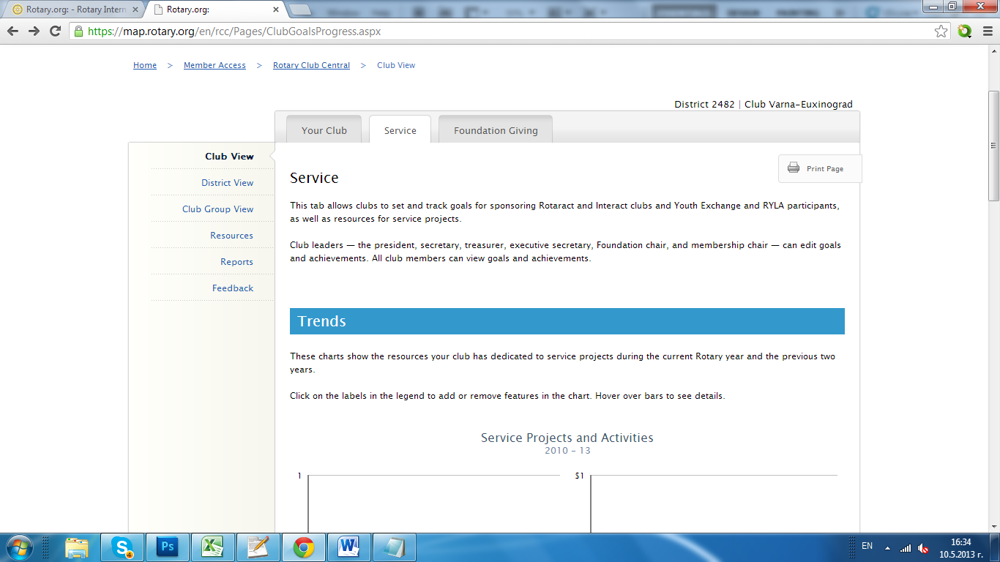 Rotary.org: - Rotary Intern
Rotary.org:
https://map.rotary.org/en/rcc/Pages/ClubGoalsProgress.aspx
Home > Member Access > Rotary Club Central > Club View
District 2482 | Club Varna-Euxinograd
Your Club
Service
Foundation Giving
Club View
District View
Club Group View
Resources
Reports
Feedback
Print Page
Service
This tab allows clubs to set and track goals for sponsoring Rotaract and Interact clubs and Youth Exchange and RYLA participants,
as well as resources for service projects.
Club leaders — the president, secretary, treasurer, executive secretary, Foundation chair, and membership chair — can edit goals
and achievements. All club members can view goals and achievements.
Trends
These charts show the resources your club has dedicated to service projects during the current Rotary year and the previous two
years.
Click on the labels in the legend to add or remove features in the chart. Hover over bars to see details.
Service Projects and Activities
2010 - 13
1
$1
4
Ps
EN
16:34
10.5.2013 г.